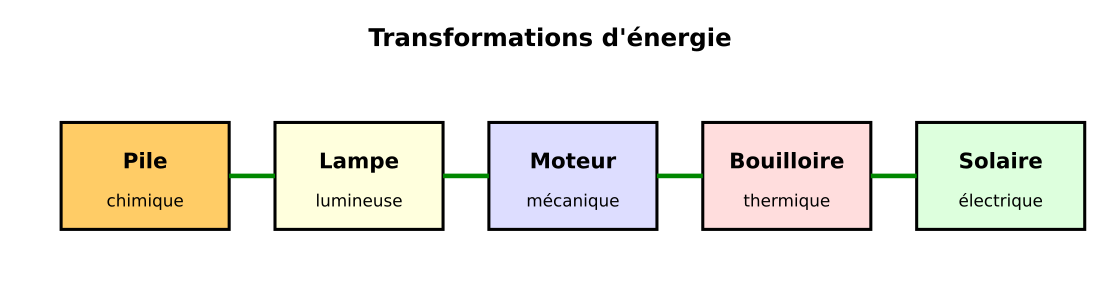 Transformations d'énergie
Pile
chimique
Lampe
lumineuse
Moteur
mécanique
Bouilloire
thermique
Solaire
électrique